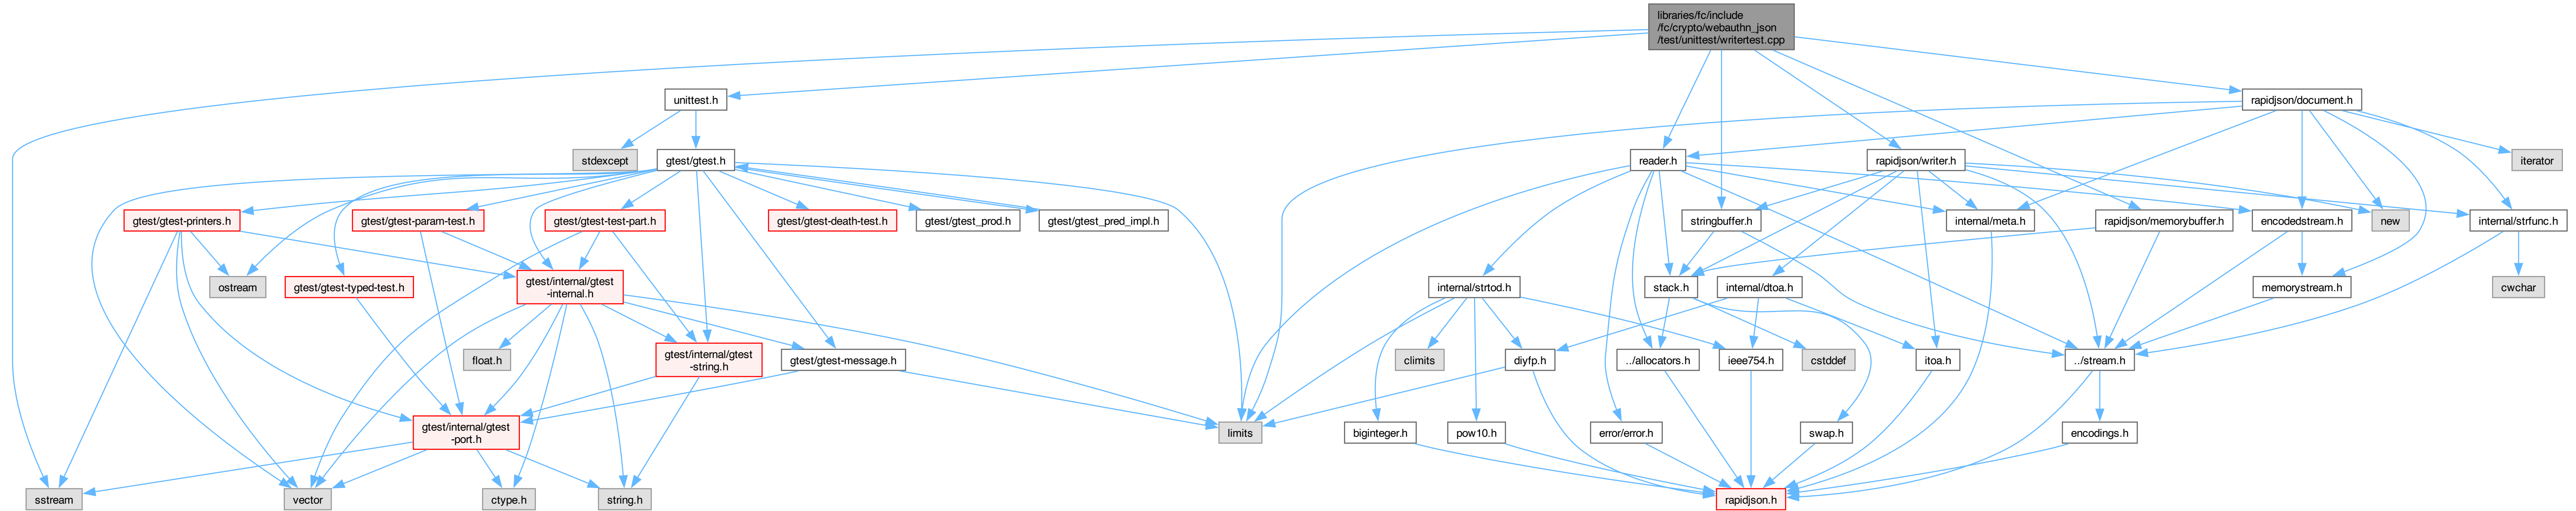 libraries/fc/include
/fc/crypto/webauthn_json
/test/unittest/writertest.cpp
unittest.h
rapidjson/document.h
stdexcept
gtest/gtest.h
reader.h
rapidjson/writer.h
iterator
gtest/gtest-printers.h
gtest/gtest-param-test.h
gtest/gtest-test-part.h
gtest/gtest-death-test.h
gtest/gtest_prod.h
gtest/gtest_pred_impl.h
stringbuffer.h
internal/meta.h
rapidjson/memorybuffer.h
encodedstream.h
new
internal/strfunc.h
ostream
gtest/gtest-typed-test.h
gtest/internal/gtest
-internal.h
internal/strtod.h
stack.h
internal/dtoa.h
memorystream.h
cwchar
float.h
gtest/internal/gtest
-string.h
gtest/gtest-message.h
climits
diyfp.h
../allocators.h
ieee754.h
cstddef
itoa.h
../stream.h
gtest/internal/gtest
-port.h
limits
biginteger.h
pow10.h
error/error.h
swap.h
encodings.h
sstream
vector
ctype.h
string.h
rapidjson.h